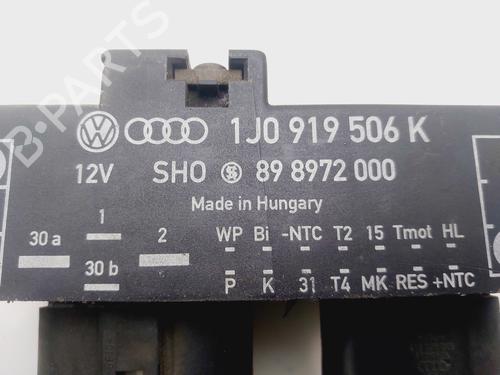 B-PARTS
1J0 919 506 K
12V SHO 89 8972 000
Made in Hungary
1
30 a 2 WP Bi -NTC T2 15 Tmot HL
30 b P K 31 T4 MK RES +NTC